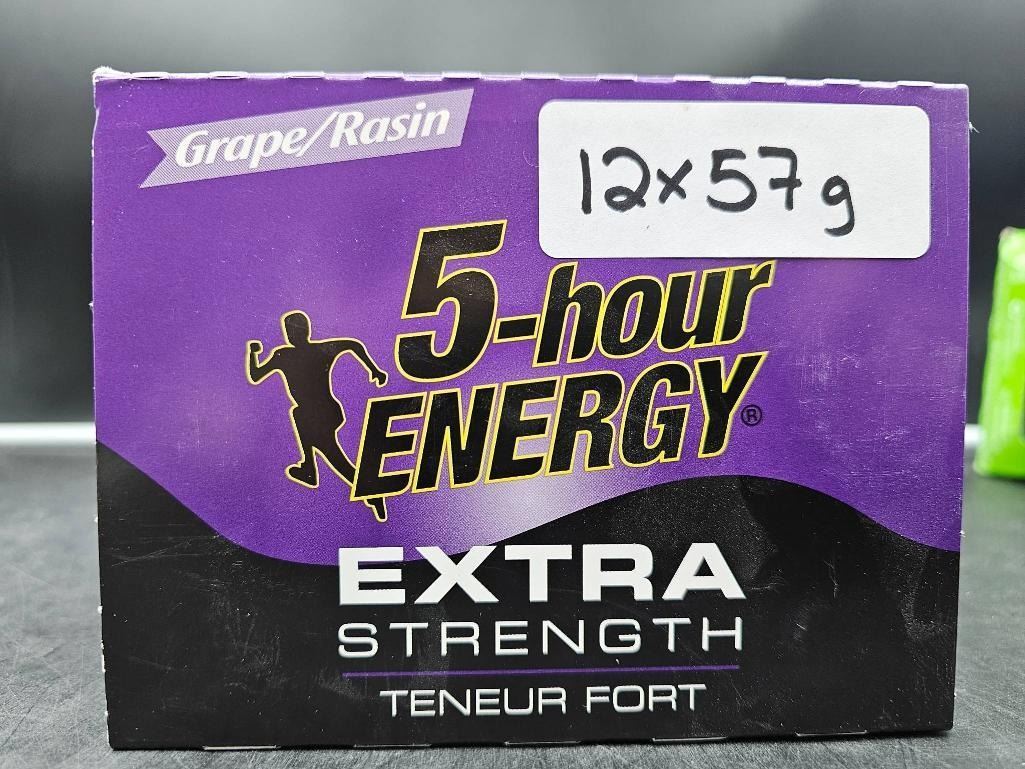 Grape/Rasin
12x57g
5-hour
ENERGY®
EXTRA
STRENGTH
TENEUR FORT